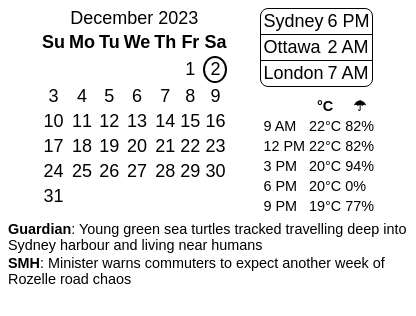 December 2023
Su Mo Tu We Th Fr Sa
1 2
3 4 5 6 7 8 9
10 11 12 13 14 15 16
17 18 19 20 21 22 23
24 25 26 27 28 29 30
31
Sydney 6 PM
Ottawa 2 AM
London 7 AM
°C ☂
9 AM 22°C 82%
12 PM 22°C 82%
3 PM 20°C 94%
6 PM 20°C 0%
9 PM 19°C 77%
Guardian: Young green sea turtles tracked travelling deep into
Sydney harbour and living near humans
SMH: Minister warns commuters to expect another week of
Rozelle road chaos